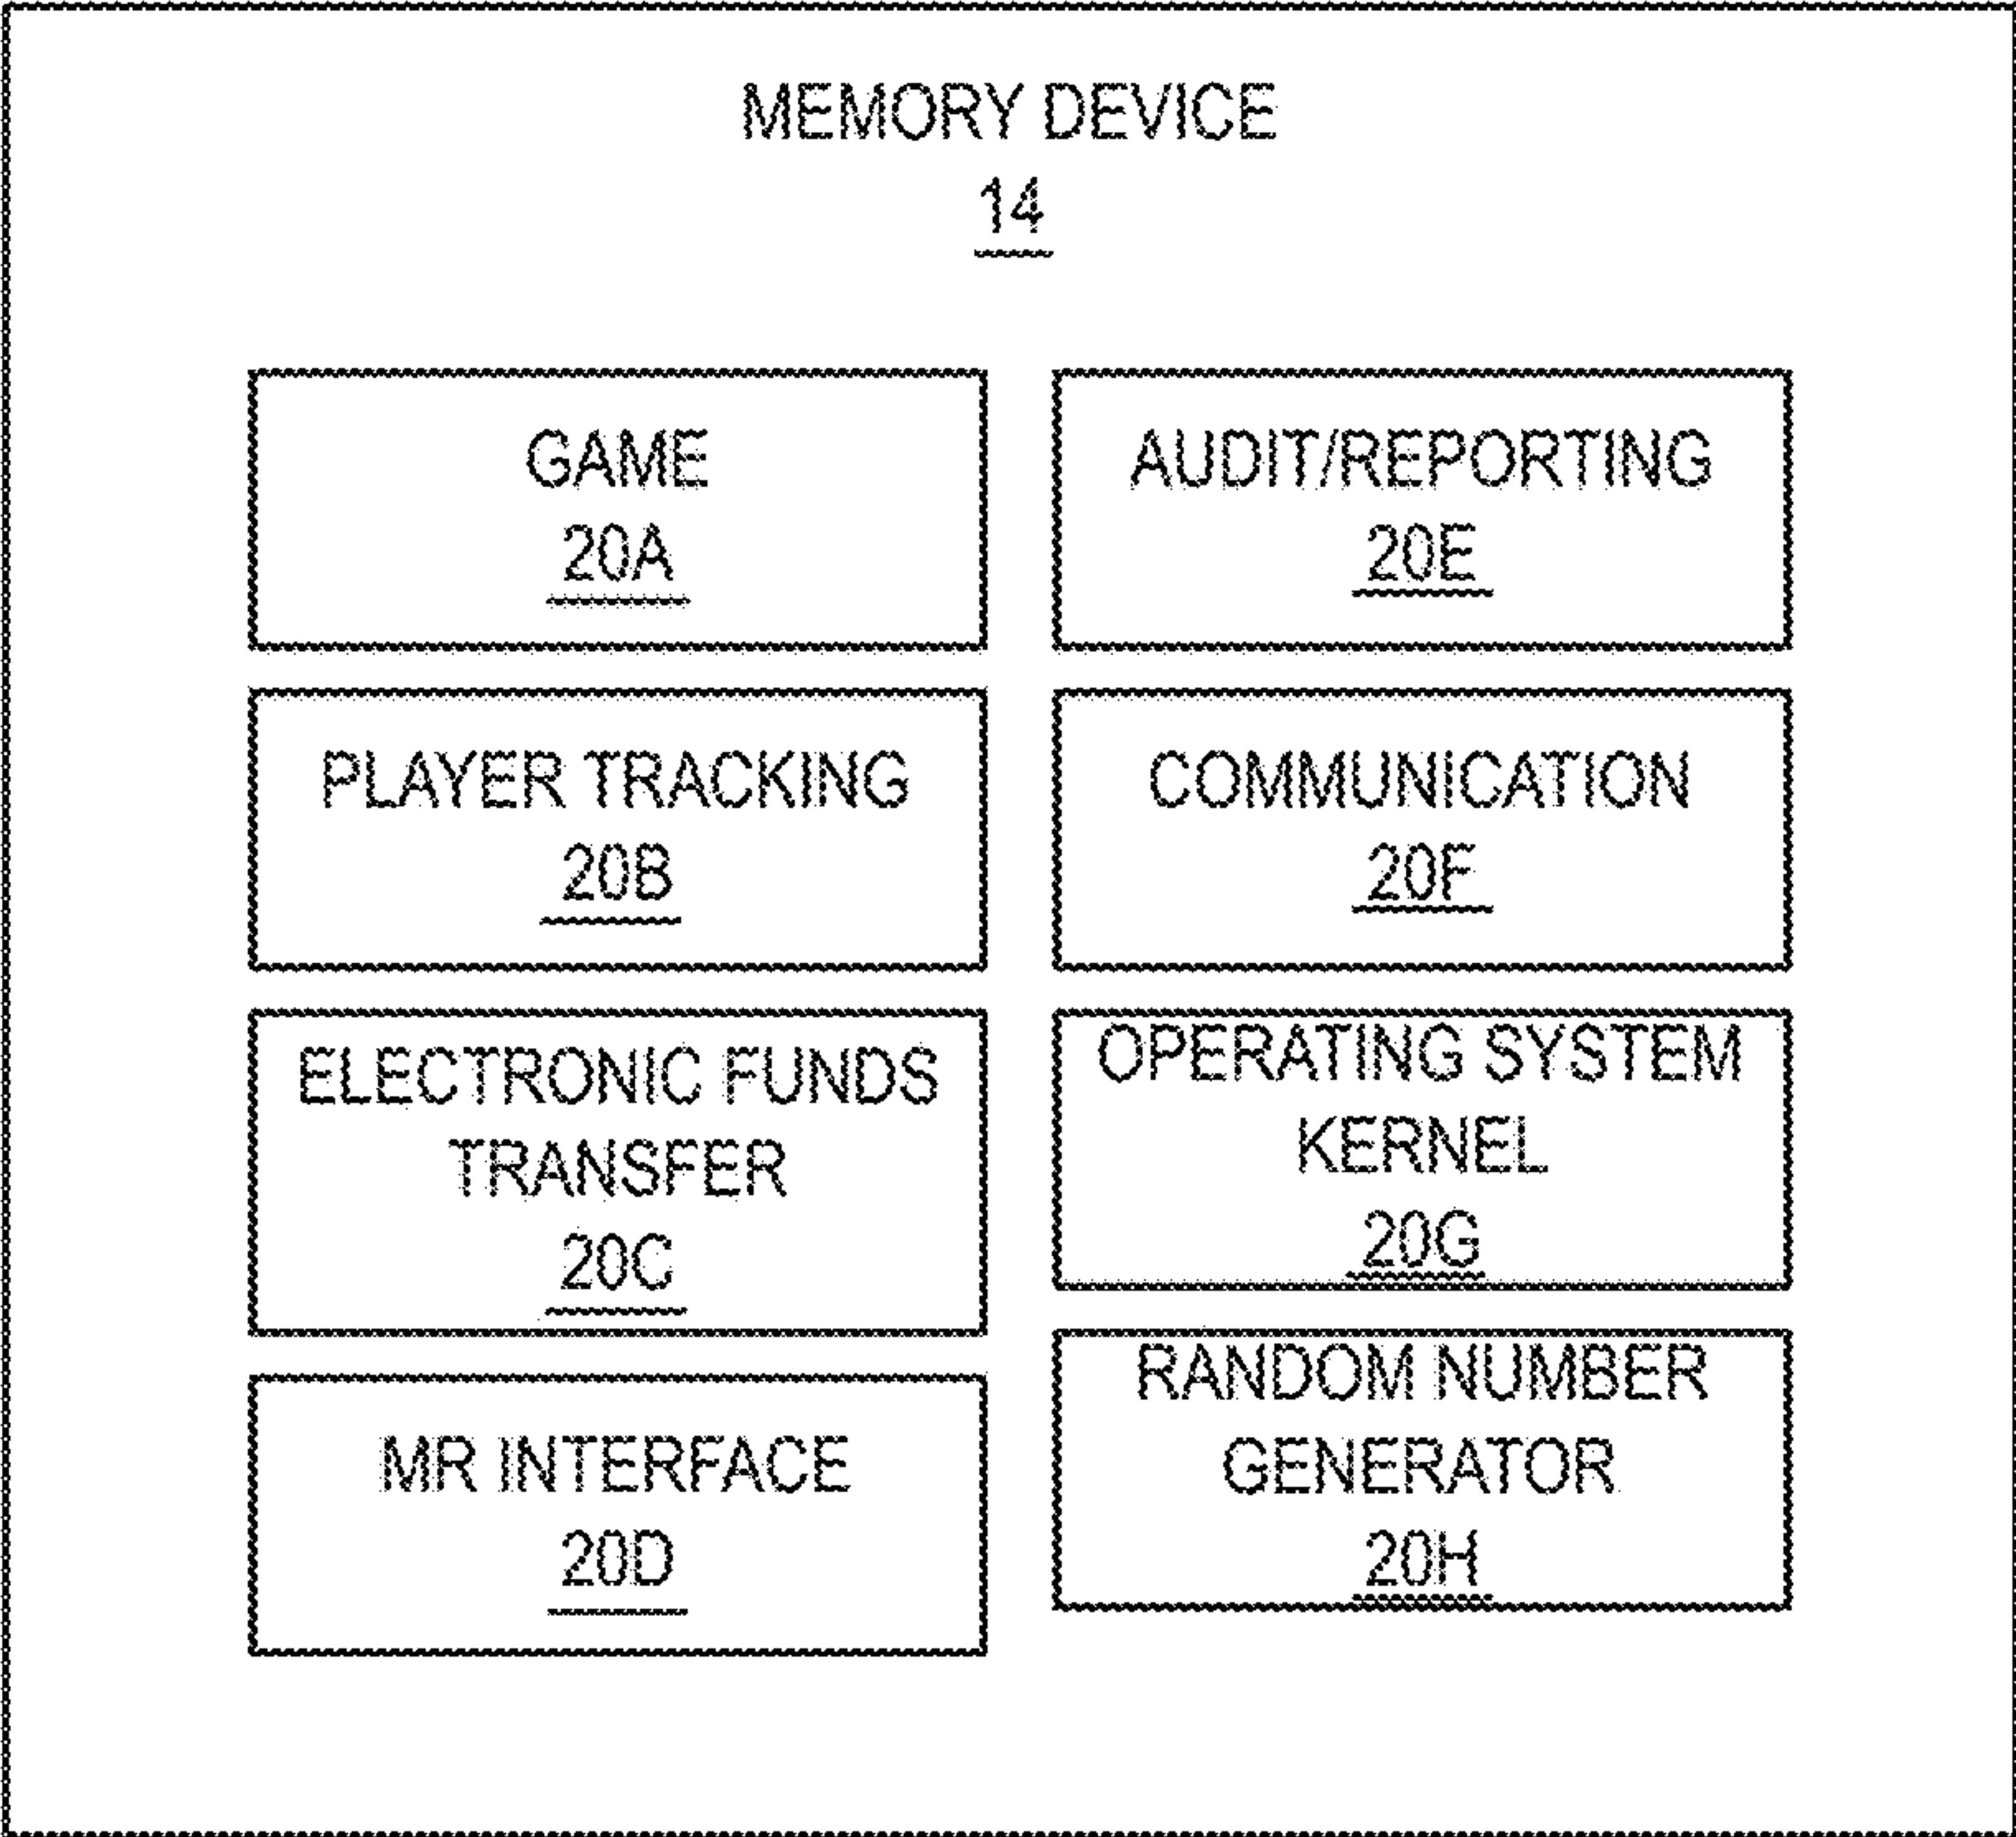 MEMORY DEVICE
14
GAME
20A
PLAYER TRACKING
20B
ELECTRONIC FUNDS
TRANSFER
20C
MR INTERFACE
20D
AUDIT/REPORTING
20E
COMMUNICATION
20F
OPERATING SYSTEM
KERNEL
20G
RANDOM NUMBER
GENERATOR
20H